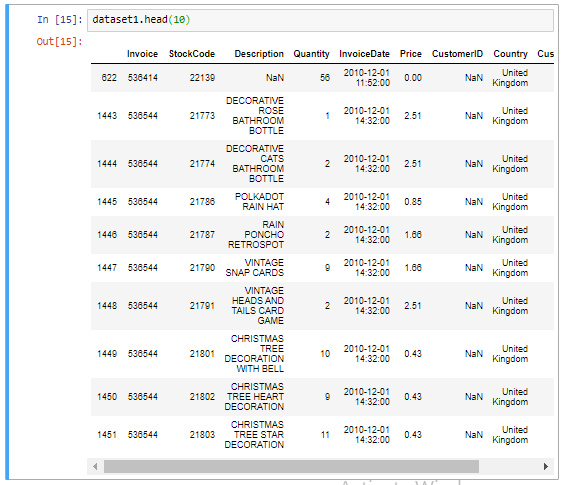 In [15]: dataset1.head(10)
Out[15]:
Invoice StockCode Description Quantity InvoiceDate Price CustomerID Country Cus
622 536414 22139 NaN 56 2010-12-01 11:52:00 0.00 NaN United Kingdom
1443 536544 21773 DECORATIVE ROSE BATHROOM BOTTLE 1 2010-12-01 14:32:00 2.51 NaN United Kingdom
1444 536544 21774 DECORATIVE CATS BATHROOM BOTTLE 2 2010-12-01 14:32:00 2.51 NaN United Kingdom
1445 536544 21786 POLKADOT RAIN HAT 4 2010-12-01 14:32:00 0.85 NaN United Kingdom
1446 536544 21787 RAIN PONCHO RETROSPOT 2 2010-12-01 14:32:00 1.66 NaN United Kingdom
1447 536544 21790 VINTAGE SNAP CARDS 9 2010-12-01 14:32:00 1.66 NaN United Kingdom
1448 536544 21791 VINTAGE HEADS AND TAILS CARD GAME 2 2010-12-01 14:32:00 2.51 NaN United Kingdom
1449 536544 21801 CHRISTMAS TREE DECORATION WITH BELL 10 2010-12-01 14:32:00 0.43 NaN United Kingdom
1450 536544 21802 CHRISTMAS TREE HEART DECORATION 9 2010-12-01 14:32:00 0.43 NaN United Kingdom
1451 536544 21803 CHRISTMAS TREE STAR DECORATION 11 2010-12-01 14:32:00 0.43 NaN United Kingdom